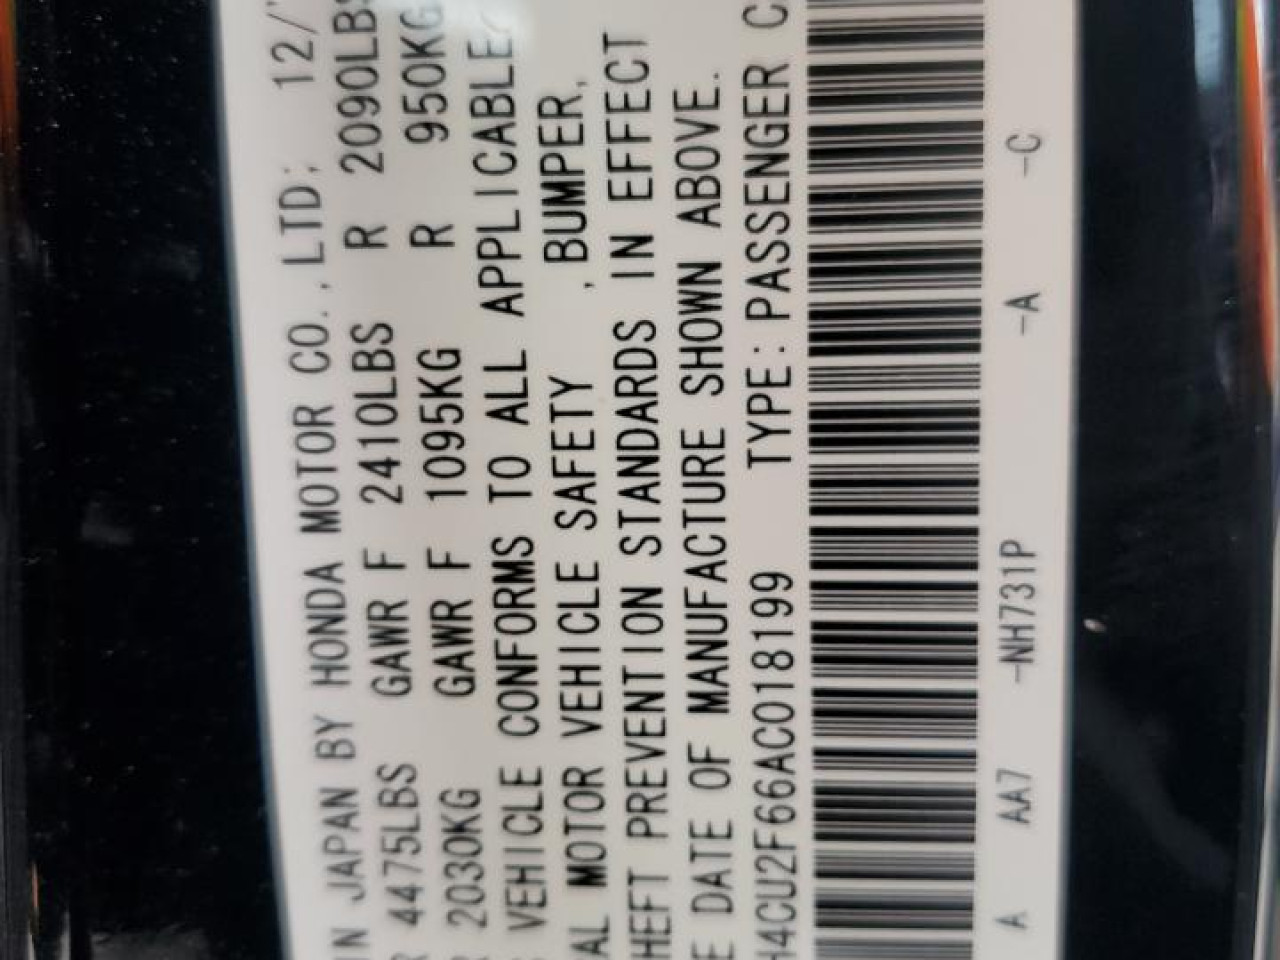 IN JAPAN BY HONDA MOTOR CO.,LTD; 12/
R 4475LBS GAWR F 2410LBS R 2090LBS
R 2030KG GAWR F 1095KG R 950KG
VEHICLE CONFORMS TO ALL APPLICABLE
AL MOTOR VEHICLE SAFETY ,BUMPER,
HEFT PREVENTION STANDARDS IN EFFECT
E DATE OF MANUFACTURE SHOWN ABOVE.
H4CU2F66AC018199 TYPE: PASSENGER C
A AA7 -NH731P -A -C